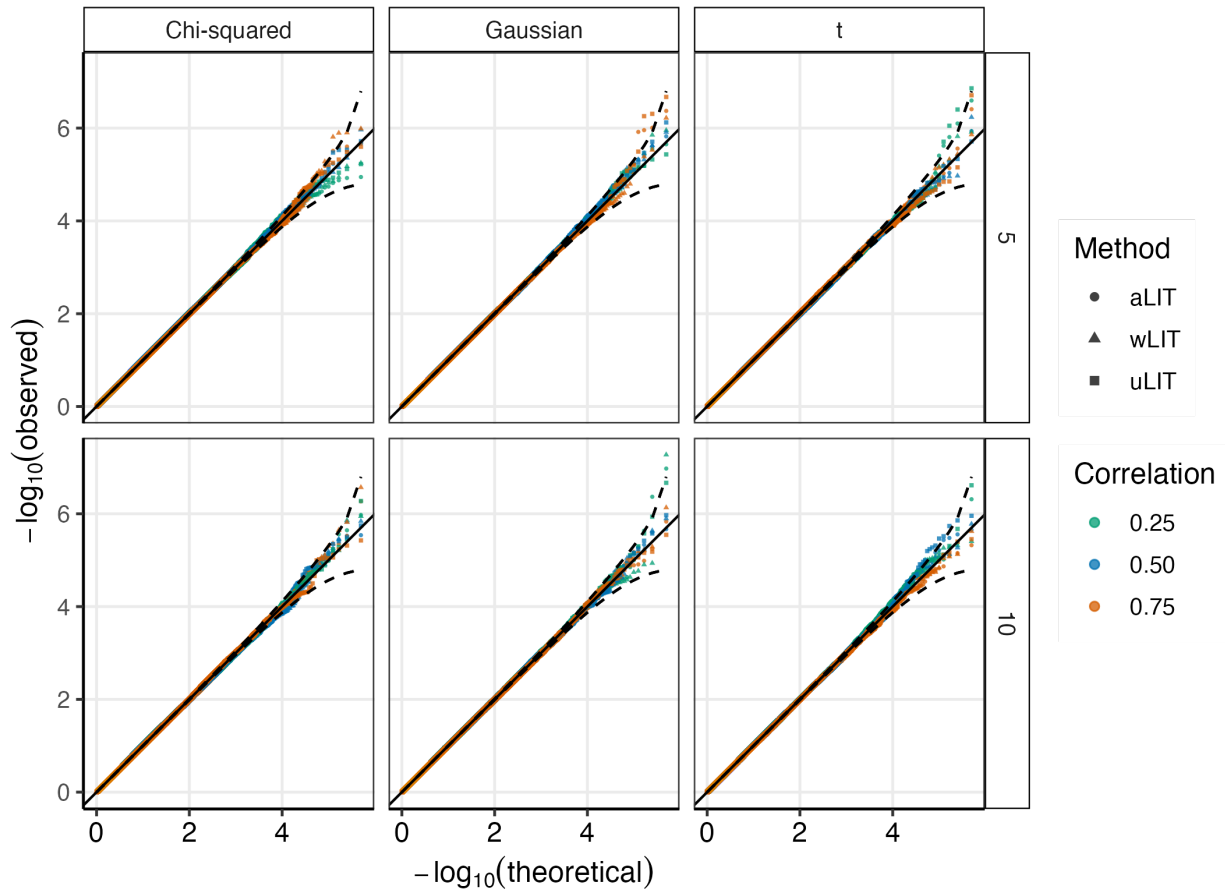 Chi-squared
Gaussian
t
6
4
2
0
5
6
4
2
0
10
0
2
4
0
2
4
0
2
4
−log10(observed)
−log10(theoretical)
Method
aLIT
wLIT
uLIT
Correlation
0.25
0.50
0.75